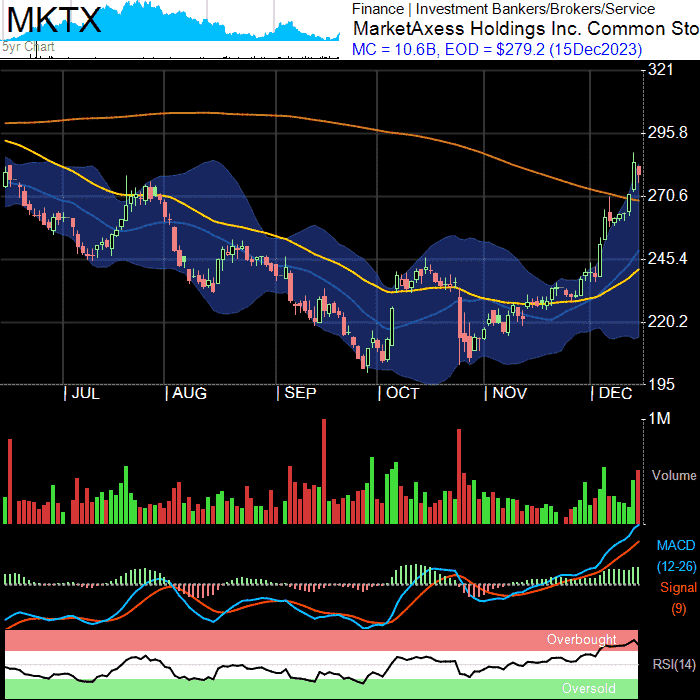 MKTX
5yr Chart
Finance | Investment Bankers/Brokers/Service
MarketAxess Holdings Inc. Common Sto
MC = 10.6B, EOD = $279.2 (15Dec2023)
321
295.8
270.6
245.4
220.2
195
| JUL | AUG | SEP | OCT | NOV | DEC
1M
Volume
MACD
(12-26)
Signal
(9)
Overbought
RSI(14)
Oversold